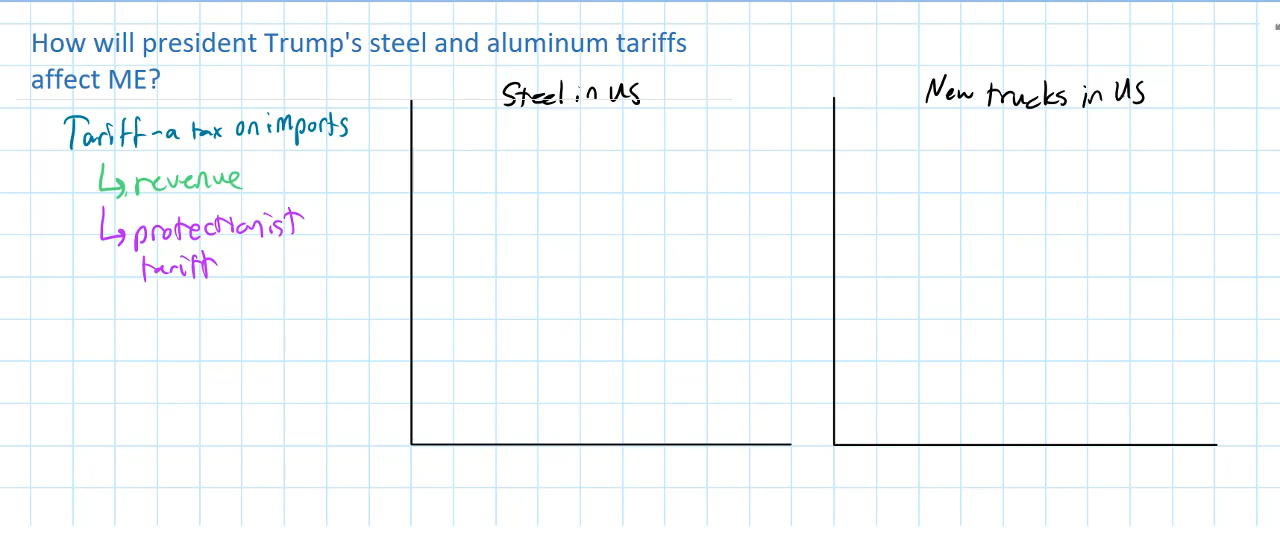 How will president Trump's steel and aluminum tariffs
affect ME?
Tariff - a tax on imports
↳ revenue
↳ protectionist
tariff
Steel in US
New trucks in US